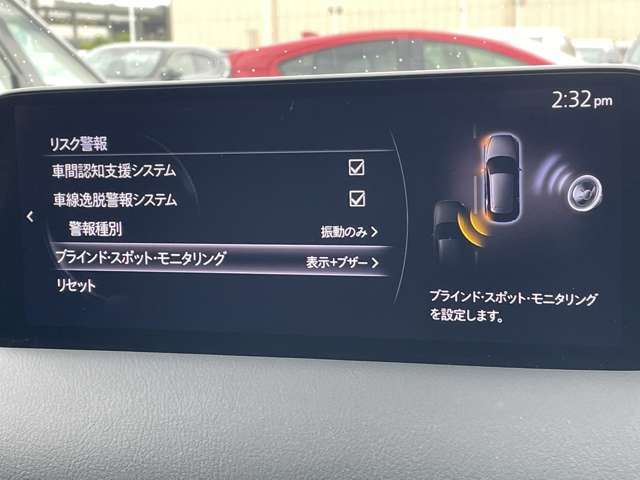 2:32pm
リスク警報
車間認知支援システム
車線逸脱警報システム
警報種別 振動のみ
ブラインド・スポット・モニタリング 表示+ブザー
リセット
ブラインド・スポット・モニタリング
を設定します。